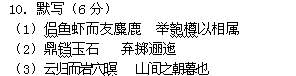 10. 默写（6 分）
（1）侣鱼虾而友麋鹿 举匏樽以相属
（2）鼎铛玉石 弃掷逦迤
（3）云归而岩穴暝 山间之朝暮也